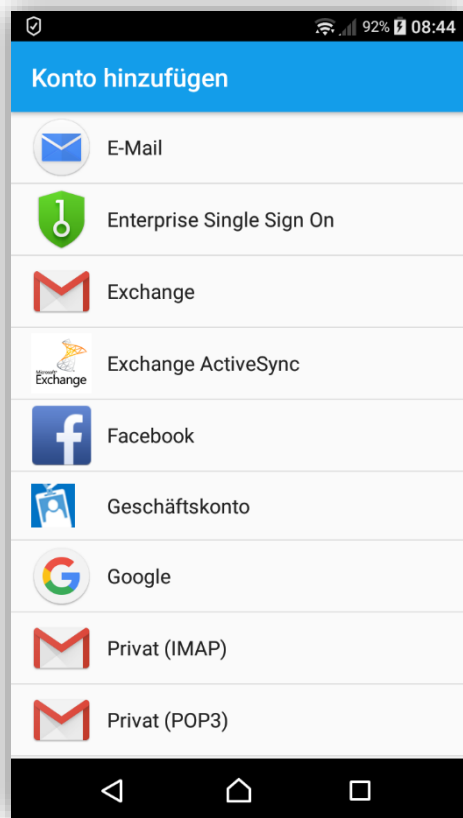 92% 08:44
Konto hinzufügen
E-Mail
Enterprise Single Sign On
Exchange
Microsoft
Exchange
Exchange ActiveSync
Facebook
Geschäftskonto
Google
Privat (IMAP)
Privat (POP3)